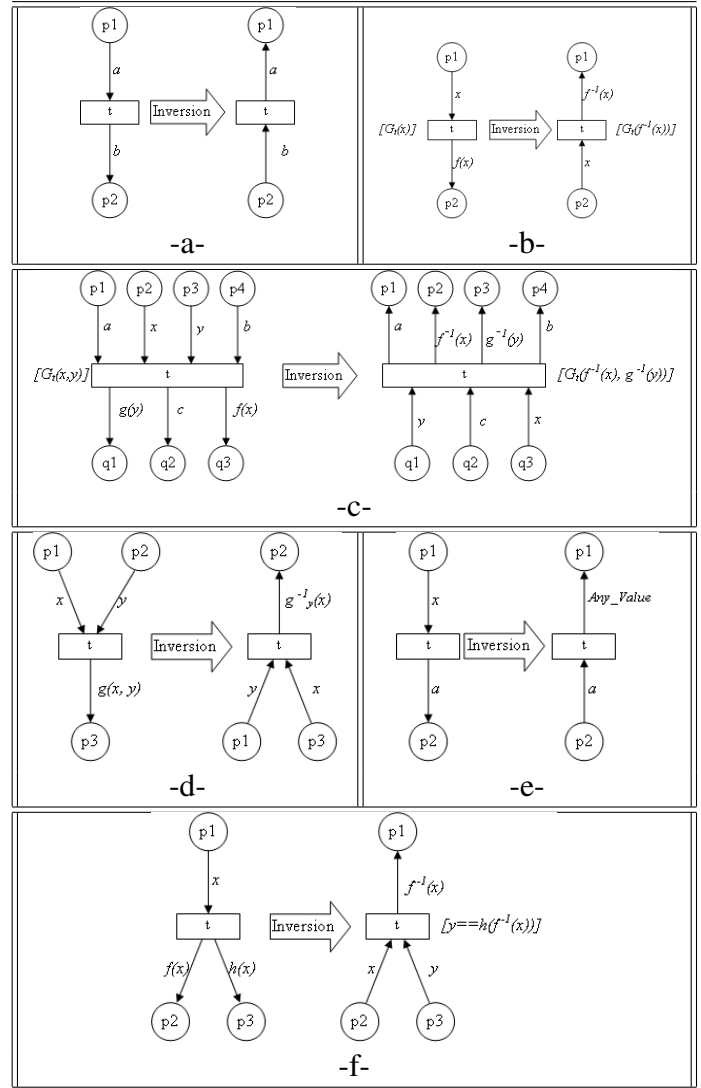 p1 p1
a a
t Inversion t
b b
p2 p2
-a-
p1 p1
x f⁻¹(x)
[Gₜ(x)] t Inversion t [Gₜ(f⁻¹(x))]
f(x) x
p2 p2
-b-
p1 p2 p3 p4 p1 p2 p3 p4
a x y b a f⁻¹(x) g⁻¹(y) b
[Gₜ(x,y)] t Inversion t [Gₜ(f⁻¹(x), g⁻¹(y))]
g(y) c f(x) y c x
q1 q2 q3 q1 q2 q3
-c-
p1 p2 p2
x y g⁻¹y(x)
t Inversion t
g(x, y) y x
p3 p1 p3
-d-
p1 p1
x Any_Value
t Inversion t
a a
p2 p2
-e-
p1 p1
x f⁻¹(x)
t Inversion t [y==h(f⁻¹(x))]
f(x) h(x) x y
p2 p3 p2 p3
-f-